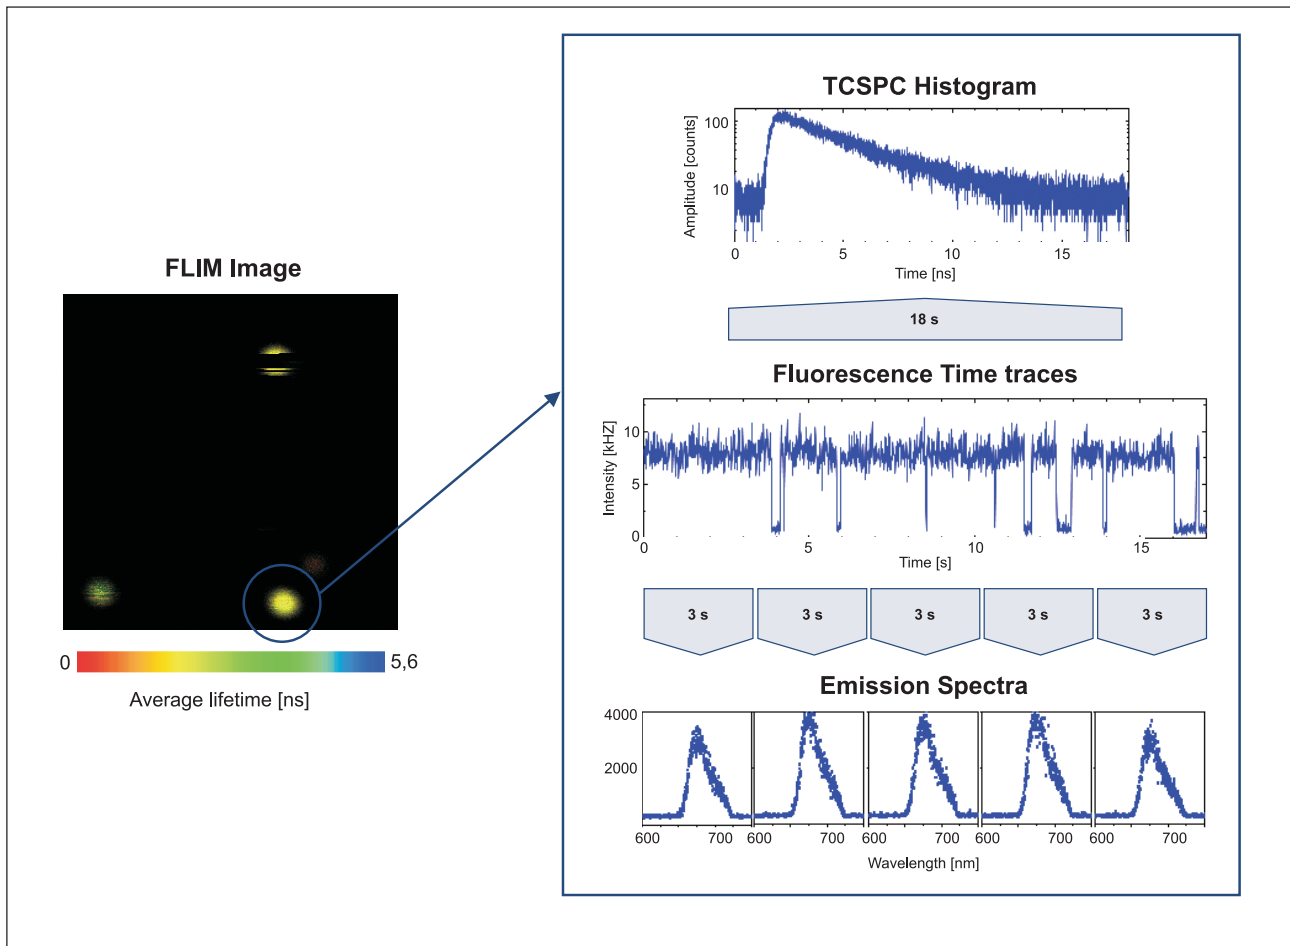 FLIM Image
0
5,6
Average lifetime [ns]
TCSPC Histogram
Amplitude [counts]
100
10
0 5 10 15
Time [ns]
18 s
Fluorescence Time traces
Intensity [kHZ]
10
5
0
0 5 10 15
Time [s]
3 s 3 s 3 s 3 s 3 s
Emission Spectra
4000
2000
600 700 600 700 600 700 600 700 600 700
Wavelength [nm]